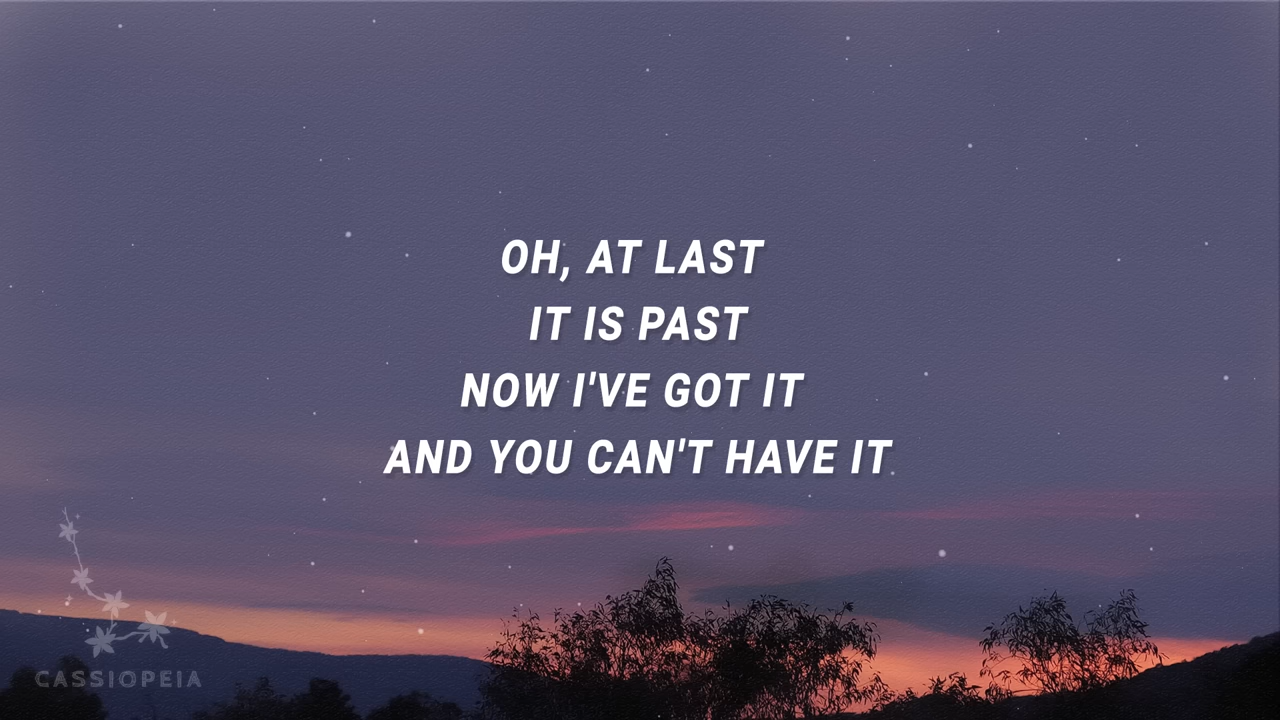 OH, AT LAST
IT IS PAST
NOW I'VE GOT IT
AND YOU CAN'T HAVE IT
CASSIOPEIA